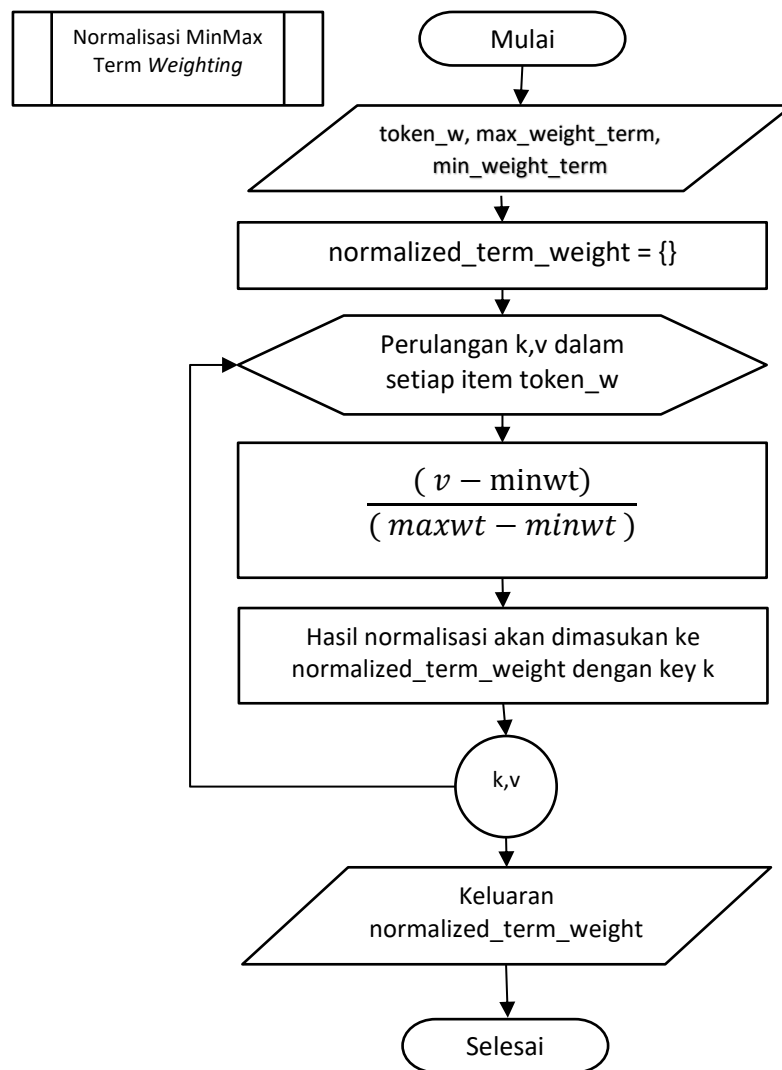 Normalisasi MinMax
Term Weighting
Mulai
token_w, max_weight_term,
min_weight_term
normalized_term_weight = {}
Perulangan k,v dalam
setiap item token_w
( v − minwt)
( maxwt − minwt )
Hasil normalisasi akan dimasukan ke
normalized_term_weight dengan key k
k,v
Keluaran
normalized_term_weight
Selesai